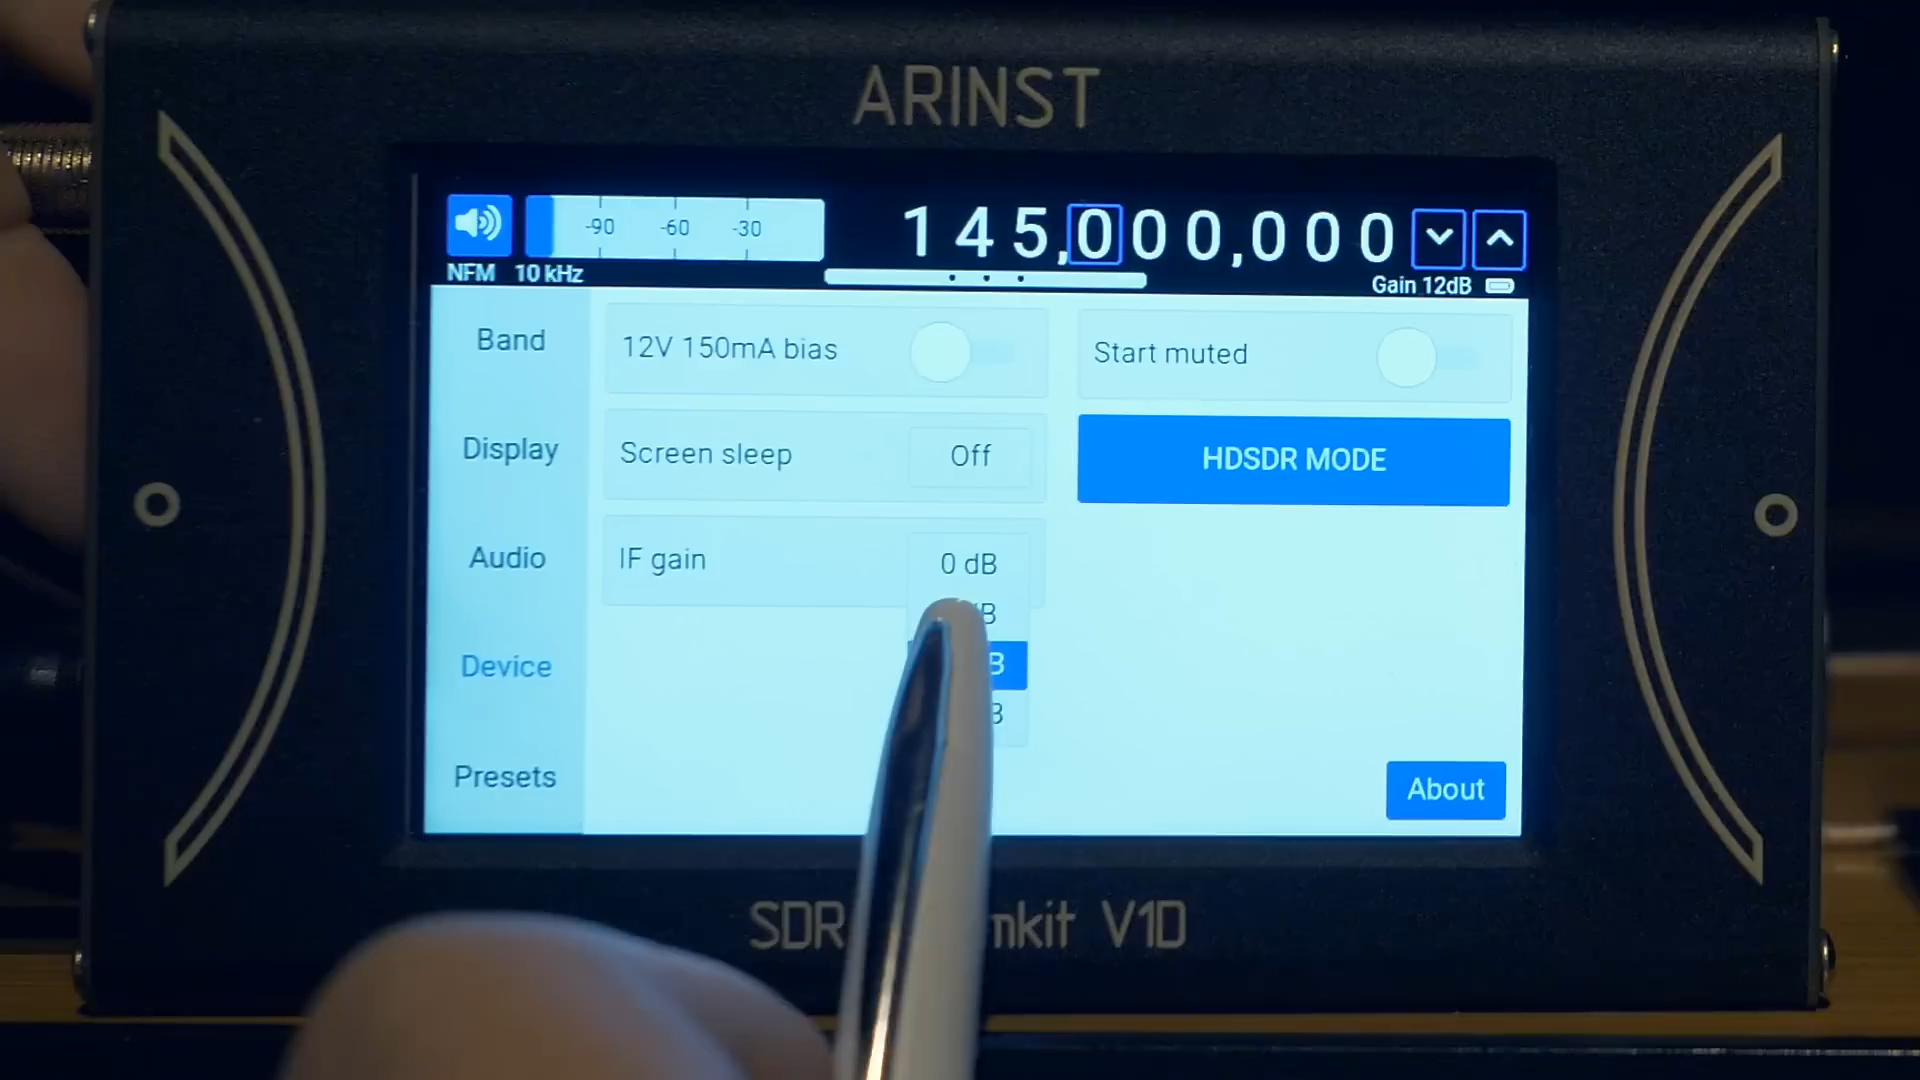 ARINST
-90 -60 -30
145,000,000
NFM 10 kHz
Gain 12dB
Band
12V 150mA bias
Start muted
Display
Screen sleep
Off
HDSDR MODE
Audio
IF gain
0 dB
Device
Presets
About
SDR
V1D